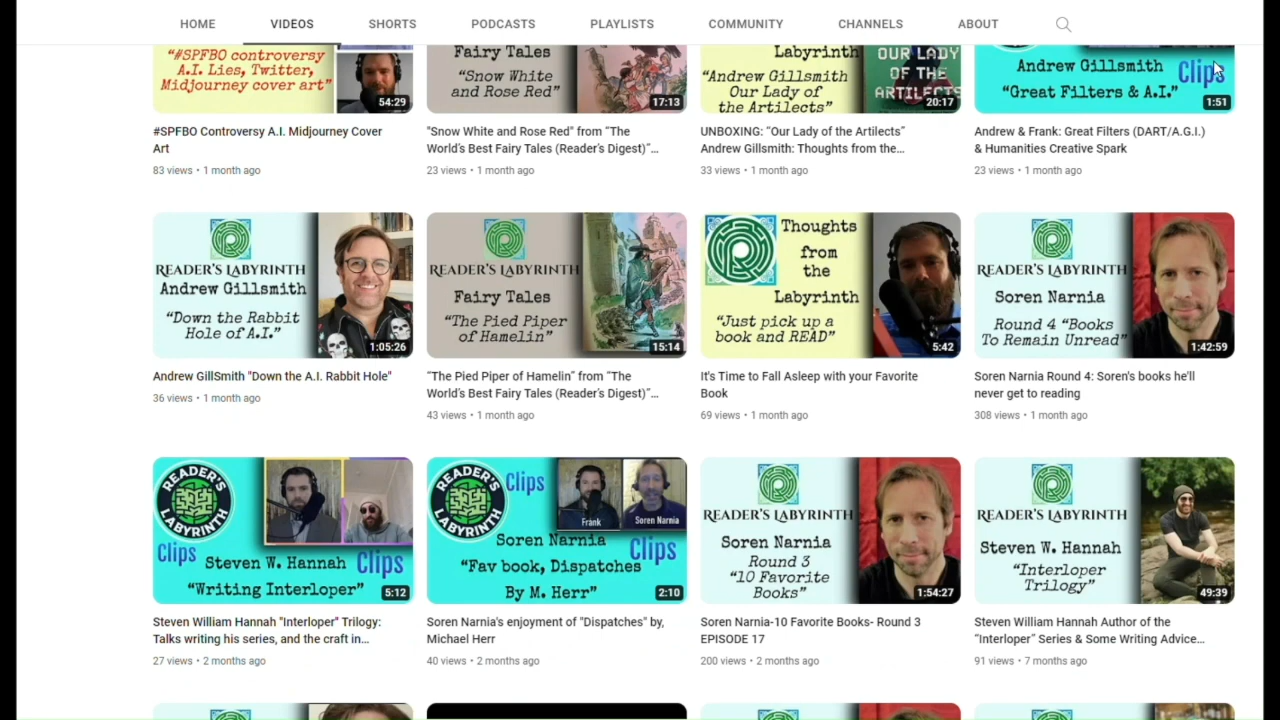 HOME VIDEOS SHORTS PODCASTS PLAYLISTS COMMUNITY CHANNELS ABOUT
"#SPFBO controversy
A.I. Lies, Twitter,
Midjourney cover art"
54:29
Fairy Tales
"Snow White
and Rose Red"
17:13
Labyrinth
"Andrew Gillsmith
Our Lady of
the Artilects"
OUR LADY
OF THE
ARTILECTS
20:17
Andrew Gillsmith
Clips
"Great Filters & A.I."
1:51
#SPFBO Controversy A.I. Midjourney Cover
Art
83 views • 1 month ago
"Snow White and Rose Red" from "The
World's Best Fairy Tales (Reader's Digest)"...
23 views • 1 month ago
UNBOXING: "Our Lady of the Artilects"
Andrew Gillsmith: Thoughts from the...
33 views • 1 month ago
Andrew & Frank: Great Filters (DART/A.G.I.)
& Humanities Creative Spark
23 views • 1 month ago
READER'S LABYRINTH
Andrew Gillsmith
"Down the Rabbit
Hole of A.I."
1:05:26
READER'S LABYRINTH
Fairy Tales
"The Pied Piper
of Hamelin"
15:14
Thoughts
from
the
Labyrinth
"Just pick up a
book and READ"
5:42
READER'S LABYRINTH
Soren Narnia
Round 4 "Books
To Remain Unread"
1:42:59
Andrew GillSmith "Down the A.I. Rabbit Hole"
36 views • 1 month ago
"The Pied Piper of Hamelin" from "The
World's Best Fairy Tales (Reader's Digest)"...
43 views • 1 month ago
It's Time to Fall Asleep with your Favorite
Book
69 views • 1 month ago
Soren Narnia Round 4: Soren's books he'll
never get to reading
308 views • 1 month ago
READER'S
LABYRINTH
Clips
Steven W. Hannah
Clips
"Writing Interloper"
5:12
READER'S
LABYRINTH
Clips
Frank
Soren Narnia
Soren Narnia
Clips
"Fav book, Dispatches
By M. Herr"
2:10
READER'S LABYRINTH
Soren Narnia
Round 3
"10 Favorite
Books"
1:54:27
READER'S LABYRINTH
Steven W. Hannah
"Interloper
Trilogy"
49:39
Steven William Hannah "Interloper" Trilogy:
Talks writing his series, and the craft in...
27 views • 2 months ago
Soren Narnia's enjoyment of "Dispatches" by,
Michael Herr
40 views • 2 months ago
Soren Narnia-10 Favorite Books- Round 3
EPISODE 17
200 views • 2 months ago
Steven William Hannah Author of the
"Interloper" Series & Some Writing Advice...
91 views • 7 months ago